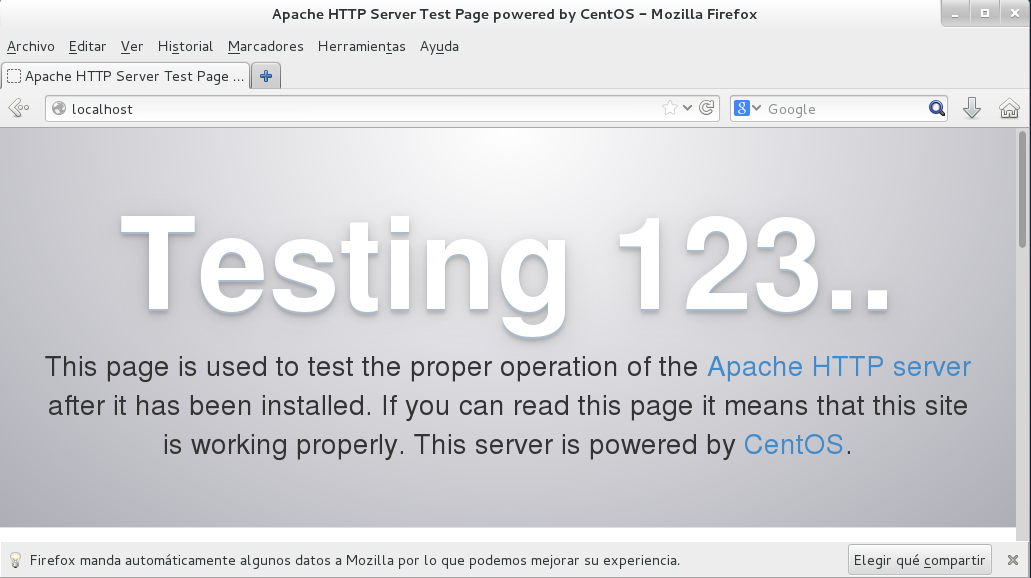 Apache HTTP Server Test Page powered by CentOS - Mozilla Firefox
Archivo Editar Ver Historial Marcadores Herramientas Ayuda
Apache HTTP Server Test Page ...
localhost
Google
Testing 123..
This page is used to test the proper operation of the Apache HTTP server
after it has been installed. If you can read this page it means that this site
is working properly. This server is powered by CentOS.
Firefox manda automáticamente algunos datos a Mozilla por lo que podemos mejorar su experiencia. Elegir qué compartir